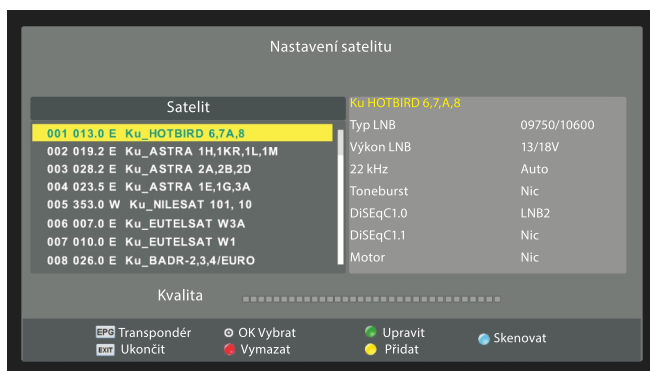 Nastavení satelitu
Satelit
001 013.0 E Ku_HOTBIRD 6,7A,8
002 019.2 E Ku_ASTRA 1H,1KR,1L,1M
003 028.2 E Ku_ASTRA 2A,2B,2D
004 023.5 E Ku_ASTRA 1E,1G,3A
005 353.0 W Ku_NILESAT 101, 10
006 007.0 E Ku_EUTELSAT W3A
007 010.0 E Ku_EUTELSAT W1
008 026.0 E Ku_BADR-2,3,4/EURO
Ku HOTBIRD 6,7,A,8
Typ LNB 09750/10600
Výkon LNB 13/18V
22 kHz Auto
Toneburst Nic
DiSEqC1.0 LNB2
DiSEqC1.1 Nic
Motor Nic
Kvalita
EPG Transpondér OK Vybrat Upravit Skenovat
EXIT Ukončit Vymazat Přidat